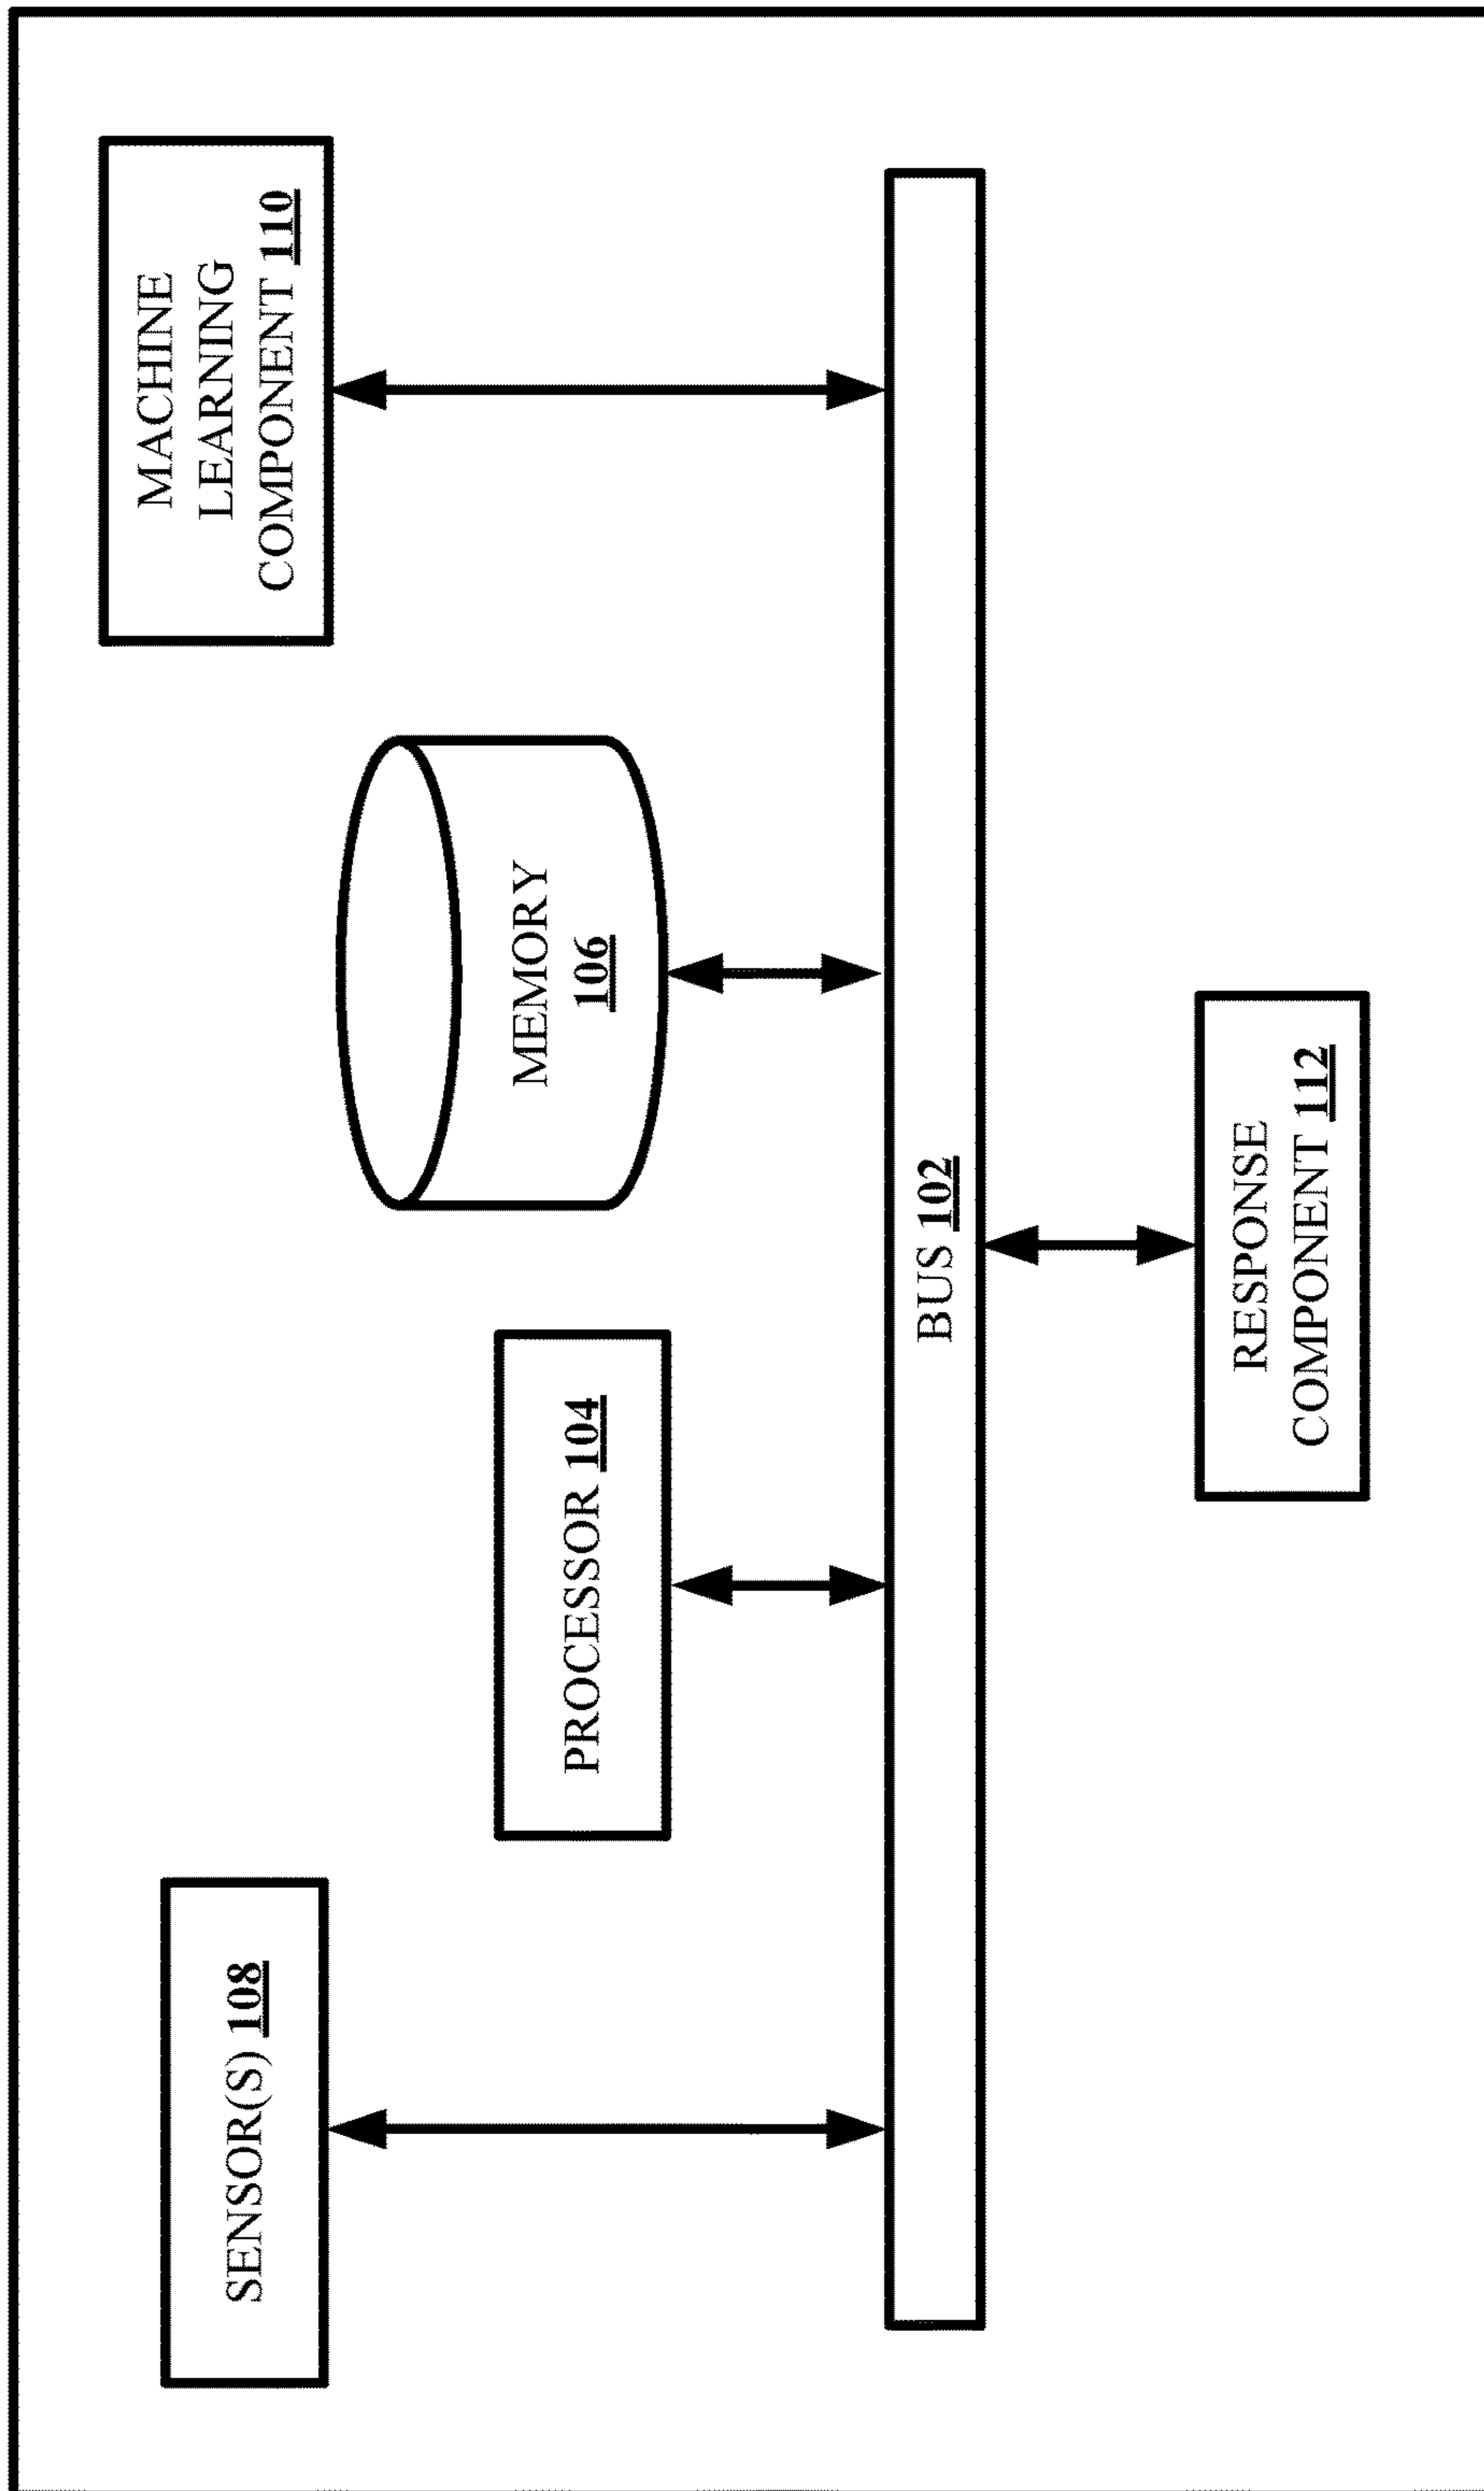 SENSOR(S) 108
PROCESSOR 104
MEMORY
106
MACHINE
LEARNING
COMPONENT 110
BUS 102
RESPONSE
COMPONENT 112